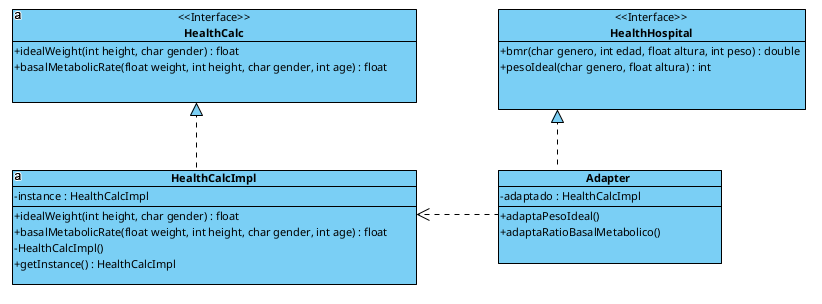 a
<<Interface>>
HealthCalc
+idealWeight(int height, char gender) : float
+basalMetabolicRate(float weight, int height, char gender, int age) : float
<<Interface>>
HealthHospital
+bmr(char genero, int edad, float altura, int peso) : double
+pesoIdeal(char genero, float altura) : int
a
HealthCalcImpl
-instance : HealthCalcImpl
+idealWeight(int height, char gender) : float
+basalMetabolicRate(float weight, int height, char gender, int age) : float
-HealthCalcImpl()
+getInstance() : HealthCalcImpl
Adapter
-adaptado : HealthCalcImpl
+adaptaPesoIdeal()
+adaptaRatioBasalMetabolico()